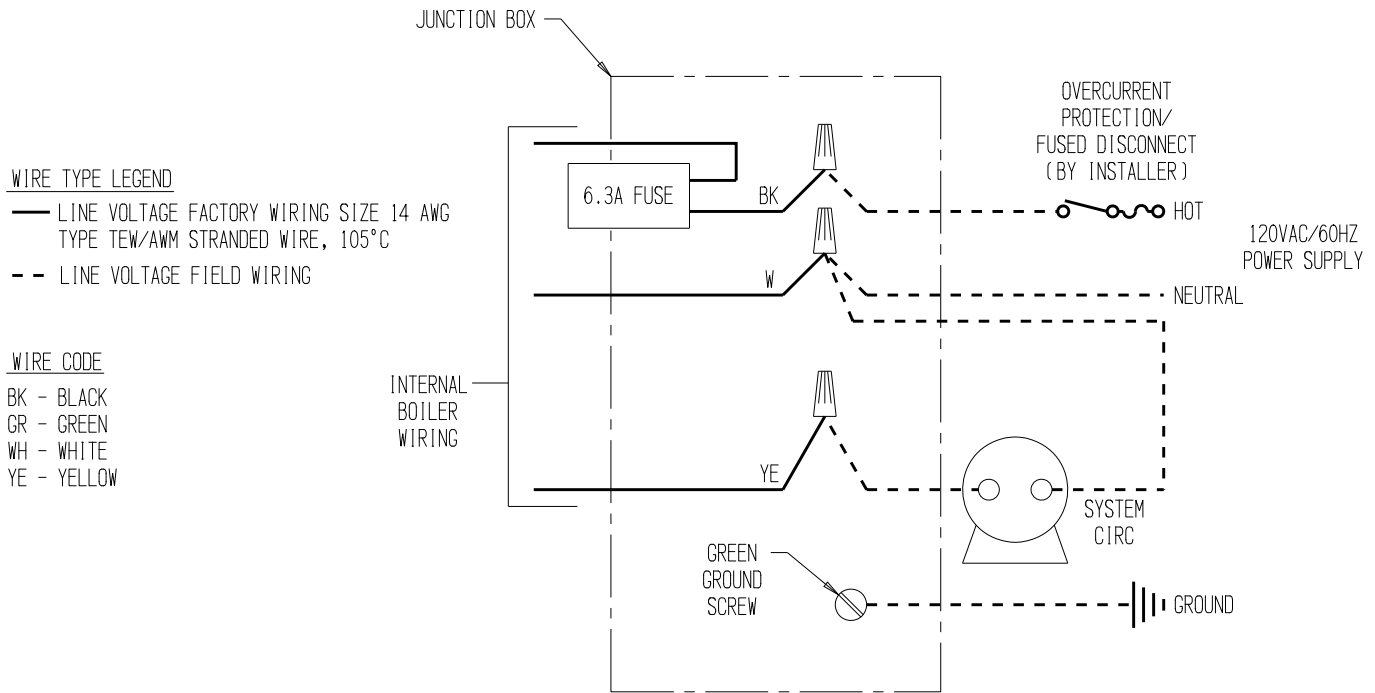 JUNCTION BOX
OVERCURRENT
PROTECTION/
FUSED DISCONNECT
(BY INSTALLER)
WIRE TYPE LEGEND
LINE VOLTAGE FACTORY WIRING SIZE 14 AWG
TYPE TEW/AWM STRANDED WIRE, 105°C
LINE VOLTAGE FIELD WIRING
6.3A FUSE
BK
HOT
120VAC/60HZ
POWER SUPPLY
W
NEUTRAL
WIRE CODE
BK - BLACK
GR - GREEN
WH - WHITE
YE - YELLOW
INTERNAL
BOILER
WIRING
YE
SYSTEM
CIRC
GREEN
GROUND
SCREW
GROUND